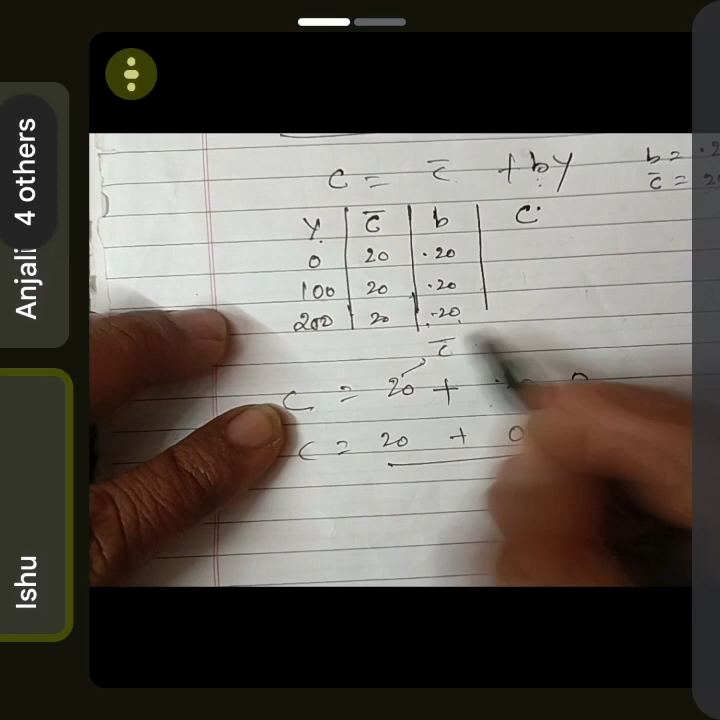 C = c̄ + bY
b = .2
c̄ = 2
Y. c̄ b C.
0 20 .20
100 20 .20
200 20 .20
c̄
C = 20 +
C = 20 + 0
Anjali 4 others
Ishu